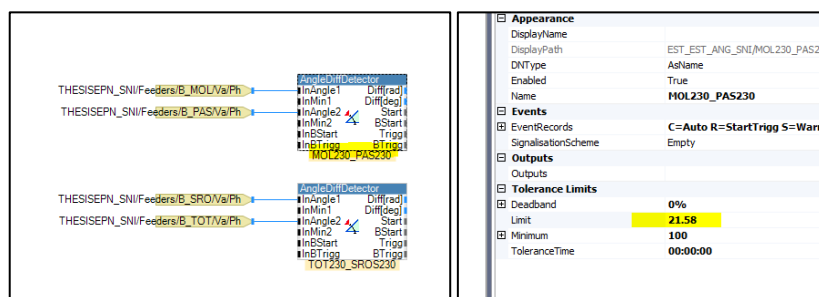 AngleDiffDetector
THESISEPN_SNI/Feeders/B_MOL/Va/Ph InAngle1 Diff[rad]
InMin1 Diff[deg]
THESISEPN_SNI/Feeders/B_PAS/Va/Ph InAngle2 Start
InMin2 BStart
InBStart Trigg
InBTrigg BTrigg
MOL230_PAS230
AngleDiffDetector
THESISEPN_SNI/Feeders/B_SRO/Va/Ph InAngle1 Diff[rad]
InMin1 Diff[deg]
THESISEPN_SNI/Feeders/B_TOT/Va/Ph InAngle2 Start
InMin2 BStart
InBStart Trigg
InBTrigg BTrigg
TOT230_SROS230
Appearance
DisplayName
DisplayPath EST_EST_ANG_SNI/MOL230_PAS2
DNType AsName
Enabled True
Name MOL230_PAS230
Events
EventRecords C=Auto R=StartTrigg S=Warr
SignalisationScheme Empty
Outputs
Outputs
Tolerance Limits
Deadband 0%
Limit 21.58
Minimum 100
ToleranceTime 00:00:00